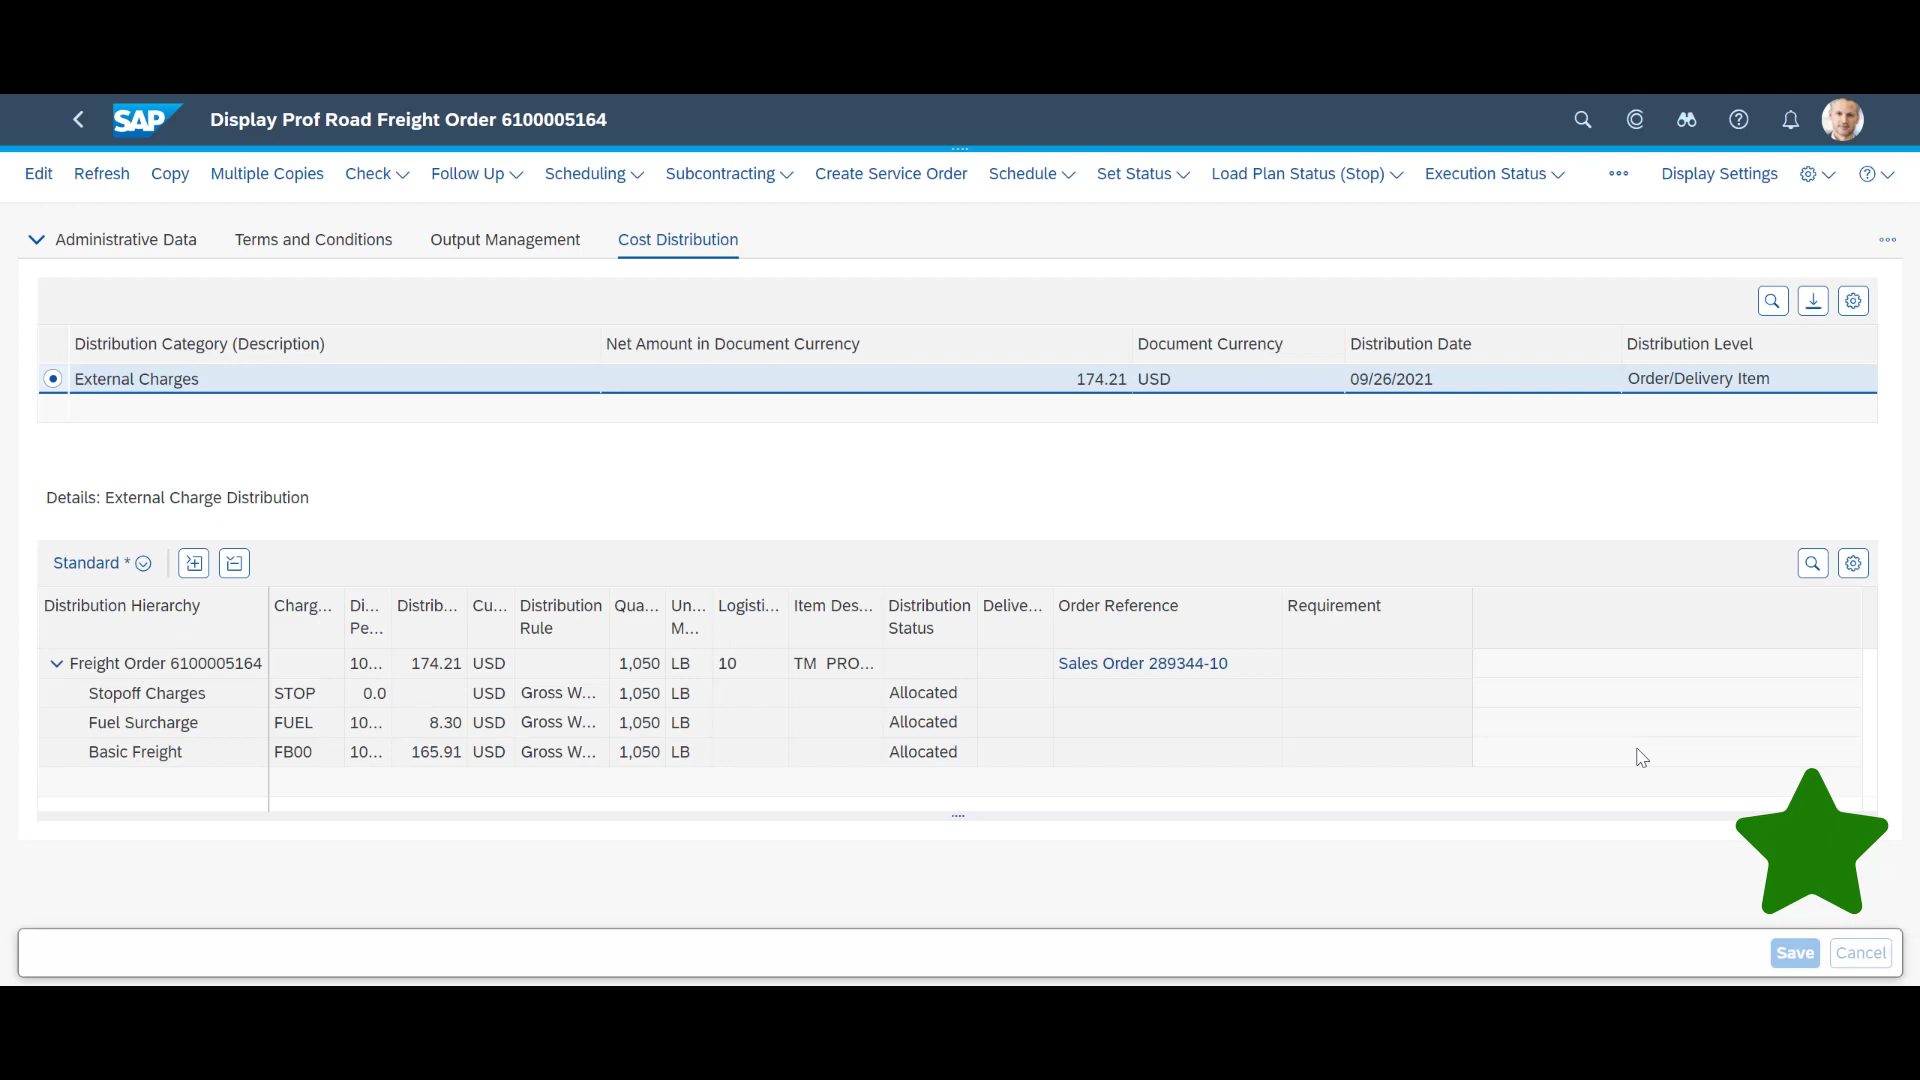 SAP Display Prof Road Freight Order 6100005164
Edit Refresh Copy Multiple Copies Check Follow Up Scheduling Subcontracting Create Service Order Schedule Set Status Load Plan Status (Stop) Execution Status Display Settings
Administrative Data Terms and Conditions Output Management Cost Distribution
Distribution Category (Description) Net Amount in Document Currency Document Currency Distribution Date Distribution Level
External Charges 174.21 USD 09/26/2021 Order/Delivery Item
Details: External Charge Distribution
Standard *
Distribution Hierarchy Charg... Di... Distrib... Cu... Distribution Qua... Un... Logisti... Item Des... Distribution Delive... Order Reference Requirement
Pe... Rule M... Status
Freight Order 6100005164 10... 174.21 USD 1,050 LB 10 TM PRO... Sales Order 289344-10
Stopoff Charges STOP 0.0 USD Gross W... 1,050 LB Allocated
Fuel Surcharge FUEL 10... 8.30 USD Gross W... 1,050 LB Allocated
Basic Freight FB00 10... 165.91 USD Gross W... 1,050 LB Allocated
Save Cancel